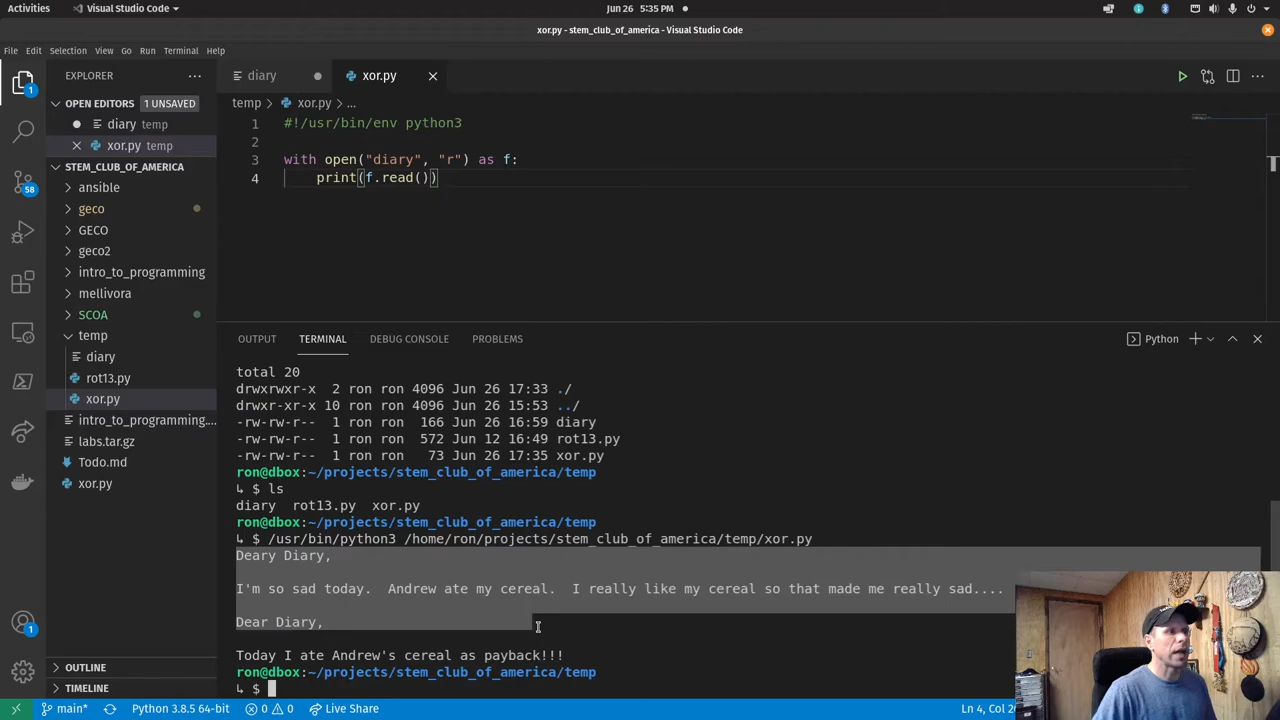 Activities
Visual Studio Code
Jun 26 5:35 PM
xor.py - stem_club_of_america - Visual Studio Code
File Edit Selection View Go Run Terminal Help
EXPLORER
OPEN EDITORS 1 UNSAVED
diary temp
xor.py temp
STEM_CLUB_OF_AMERICA
ansible
geco
GECO
geco2
intro_to_programming
mellivora
SCOA
temp
diary
rot13.py
xor.py
intro_to_programming....
labs.tar.gz
Todo.md
xor.py
OUTLINE
TIMELINE
1
58
1
diary
xor.py
temp > xor.py > ...
1 #!/usr/bin/env python3
2
3 with open("diary", "r") as f:
4 print(f.read())
OUTPUT TERMINAL DEBUG CONSOLE PROBLEMS
Python
total 20
drwxrwxr-x 2 ron ron 4096 Jun 26 17:33 ./
drwxr-xr-x 10 ron ron 4096 Jun 26 15:53 ../
-rw-rw-r-- 1 ron ron 166 Jun 26 16:59 diary
-rw-rw-r-- 1 ron ron 572 Jun 12 16:49 rot13.py
-rw-rw-r-- 1 ron ron 73 Jun 26 17:35 xor.py
ron@dbox:~/projects/stem_club_of_america/temp
↳ $ ls
diary rot13.py xor.py
ron@dbox:~/projects/stem_club_of_america/temp
↳ $ /usr/bin/python3 /home/ron/projects/stem_club_of_america/temp/xor.py
Deary Diary,
I'm so sad today. Andrew ate my cereal. I really like my cereal so that made me really sad....
Dear Diary,
Today I ate Andrew's cereal as payback!!!
ron@dbox:~/projects/stem_club_of_america/temp
↳ $
main* Python 3.8.5 64-bit 0 0 Live Share
Ln 4, Col